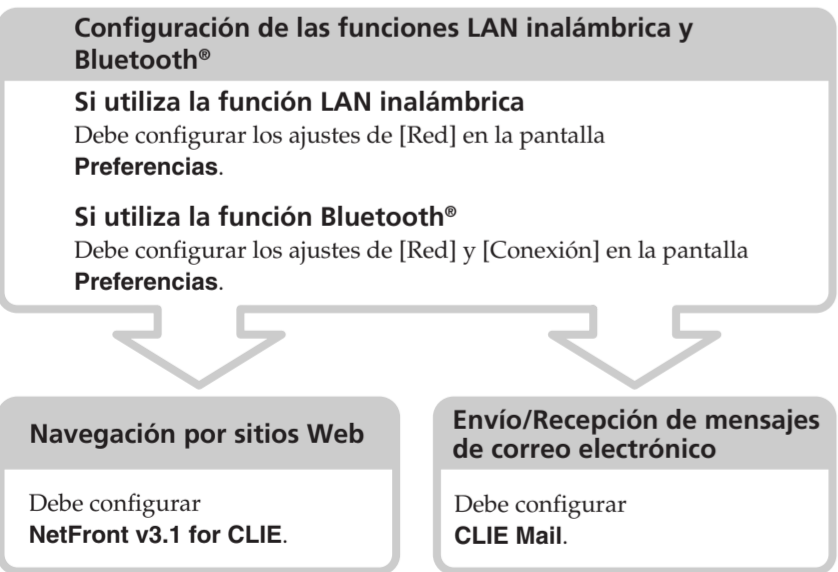 Configuración de las funciones LAN inalámbrica y
Bluetooth®
Si utiliza la función LAN inalámbrica
Debe configurar los ajustes de [Red] en la pantalla
Preferencias.
Si utiliza la función Bluetooth®
Debe configurar los ajustes de [Red] y [Conexión] en la pantalla
Preferencias.
Navegación por sitios Web
Debe configurar
NetFront v3.1 for CLIE.
Envío/Recepción de mensajes
de correo electrónico
Debe configurar
CLIE Mail.